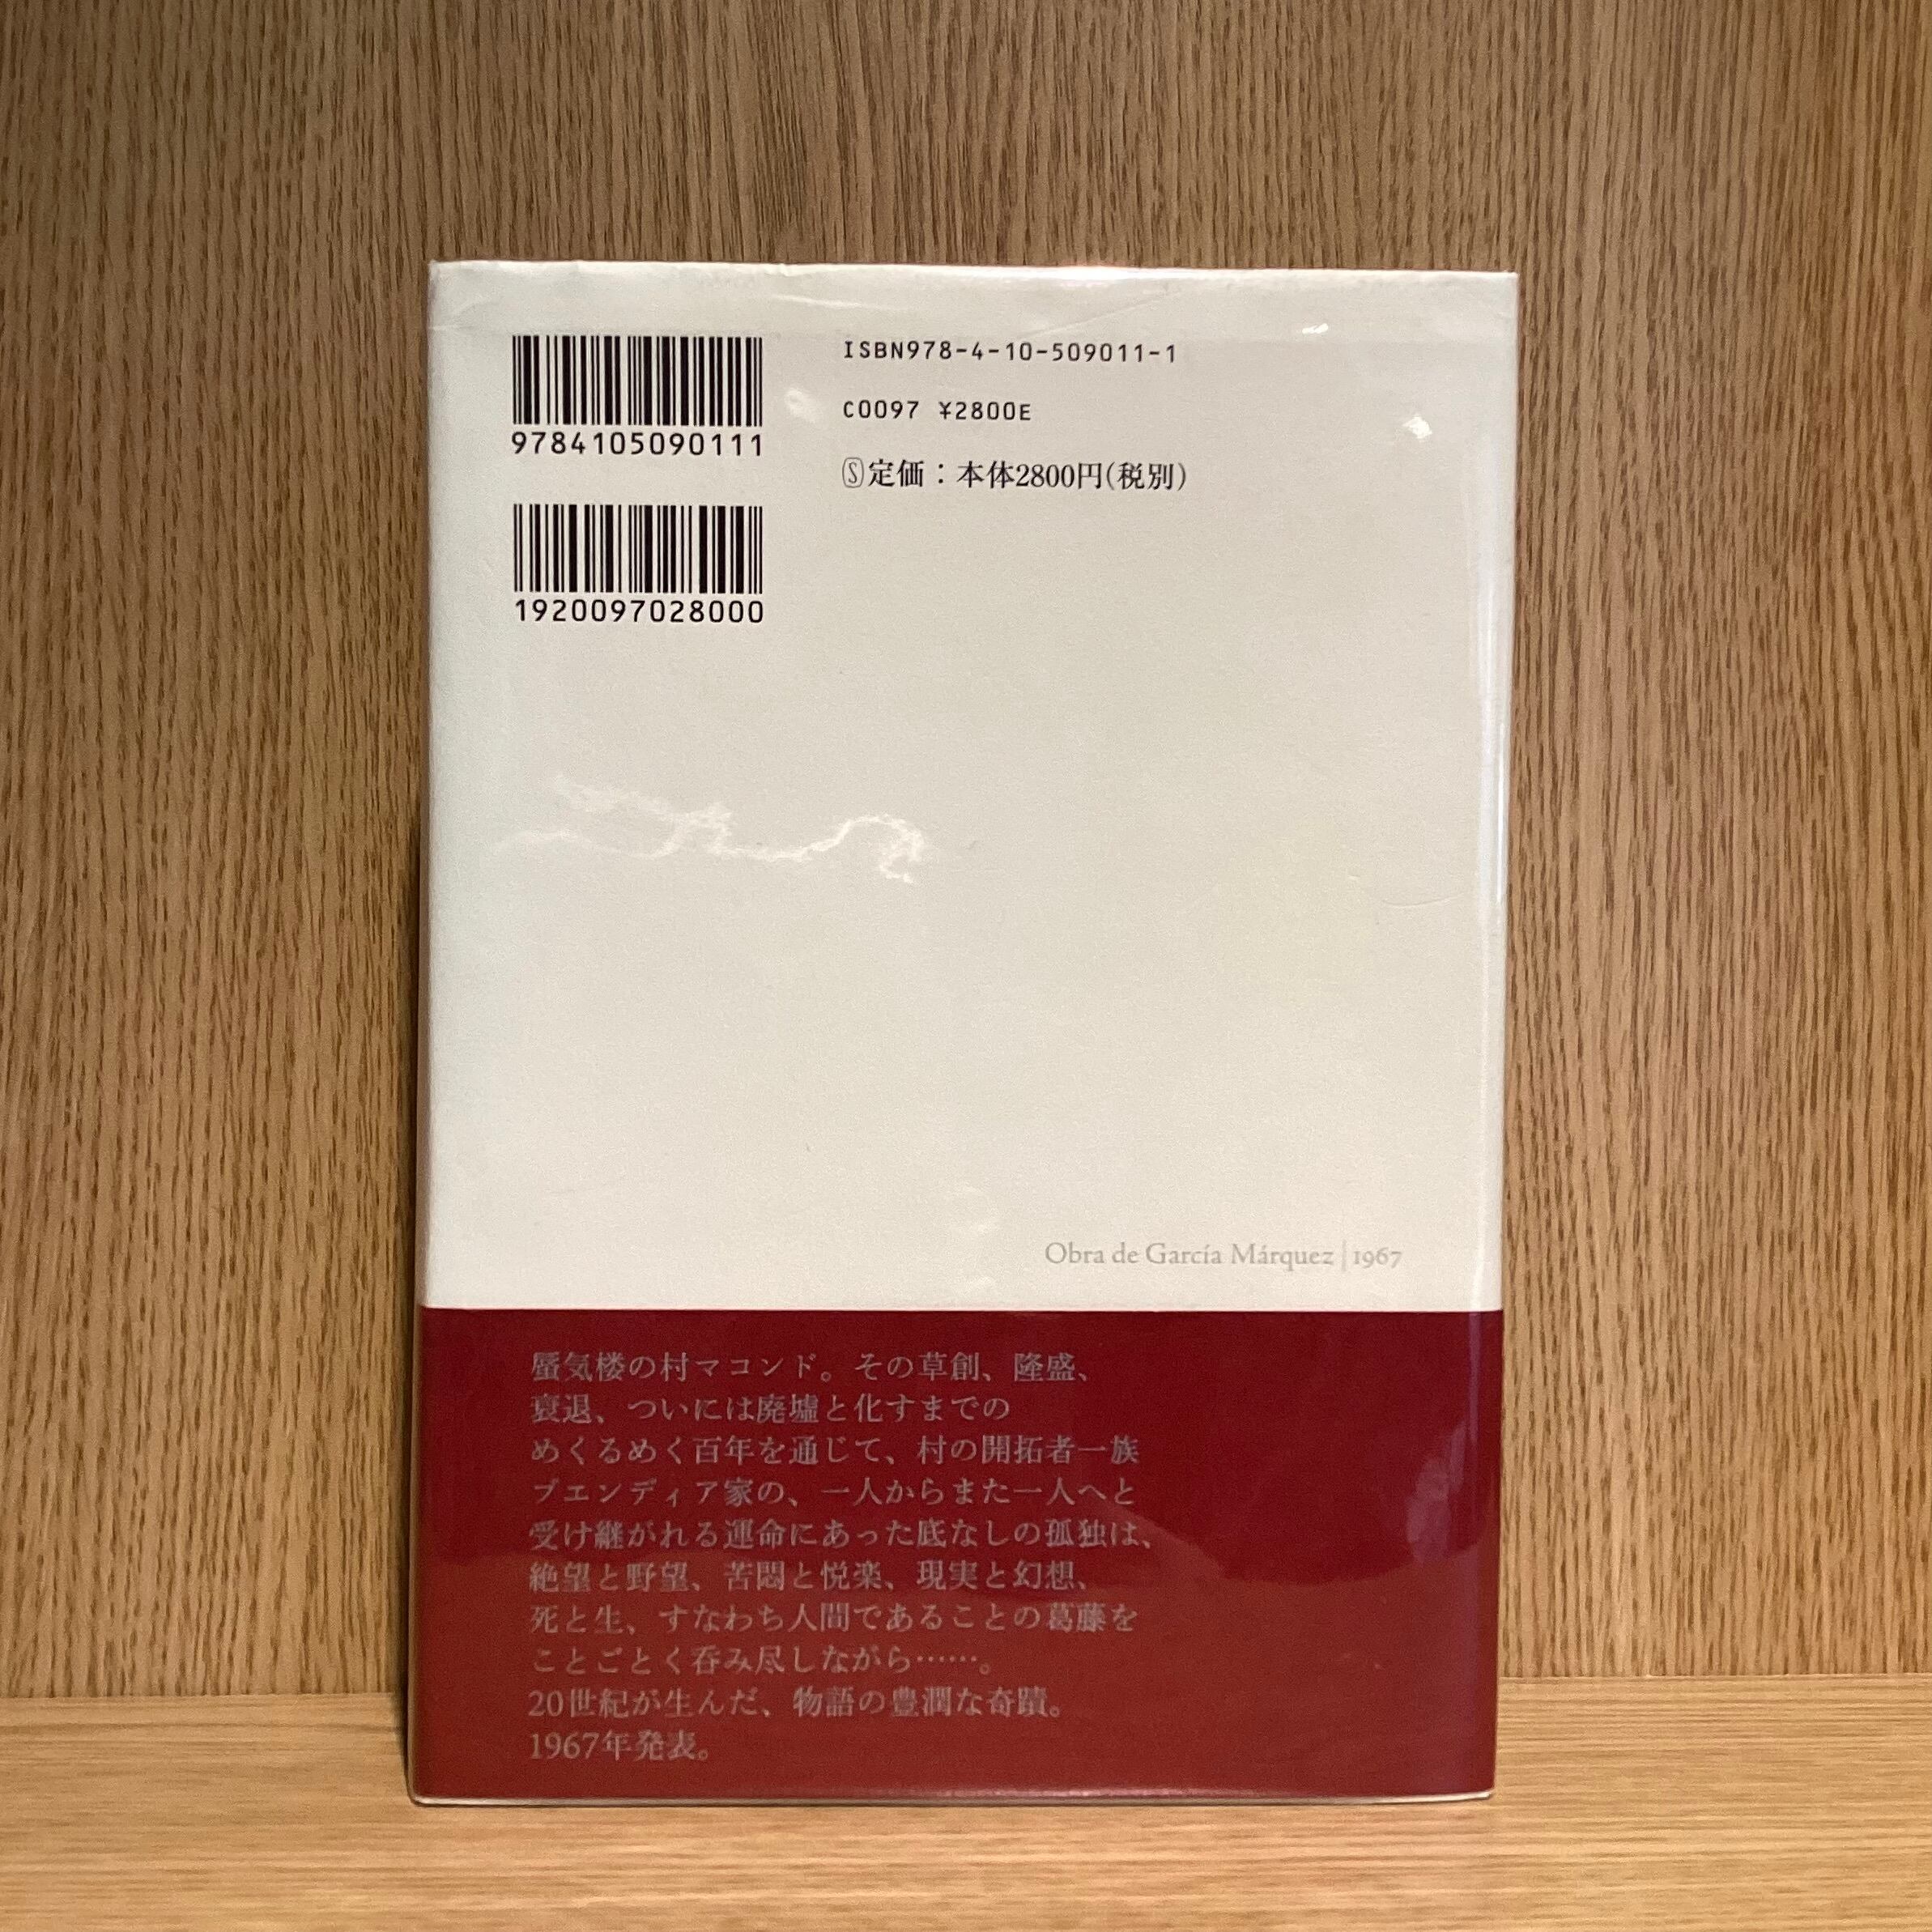 9784105090111
1920097028000
ISBN978-4-10-509011-1
C0097 ¥2800E
Ⓢ定価：本体2800円(税別)
Obra de García Márquez | 1967
蜃気楼の村マコンド。その草創、隆盛、
衰退、ついには廃墟と化すまでの
めくるめく百年を通じて、村の開拓者一族
ブエンディア家の、一人からまた一人へと
受け継がれる運命にあった底なしの孤独は、
絶望と野望、苦悶と悦楽、現実と幻想、
死と生、すなわち人間であることの葛藤を
ことごとく呑み尽しながら……。
20世紀が生んだ、物語の豊潤な奇蹟。
1967年発表。